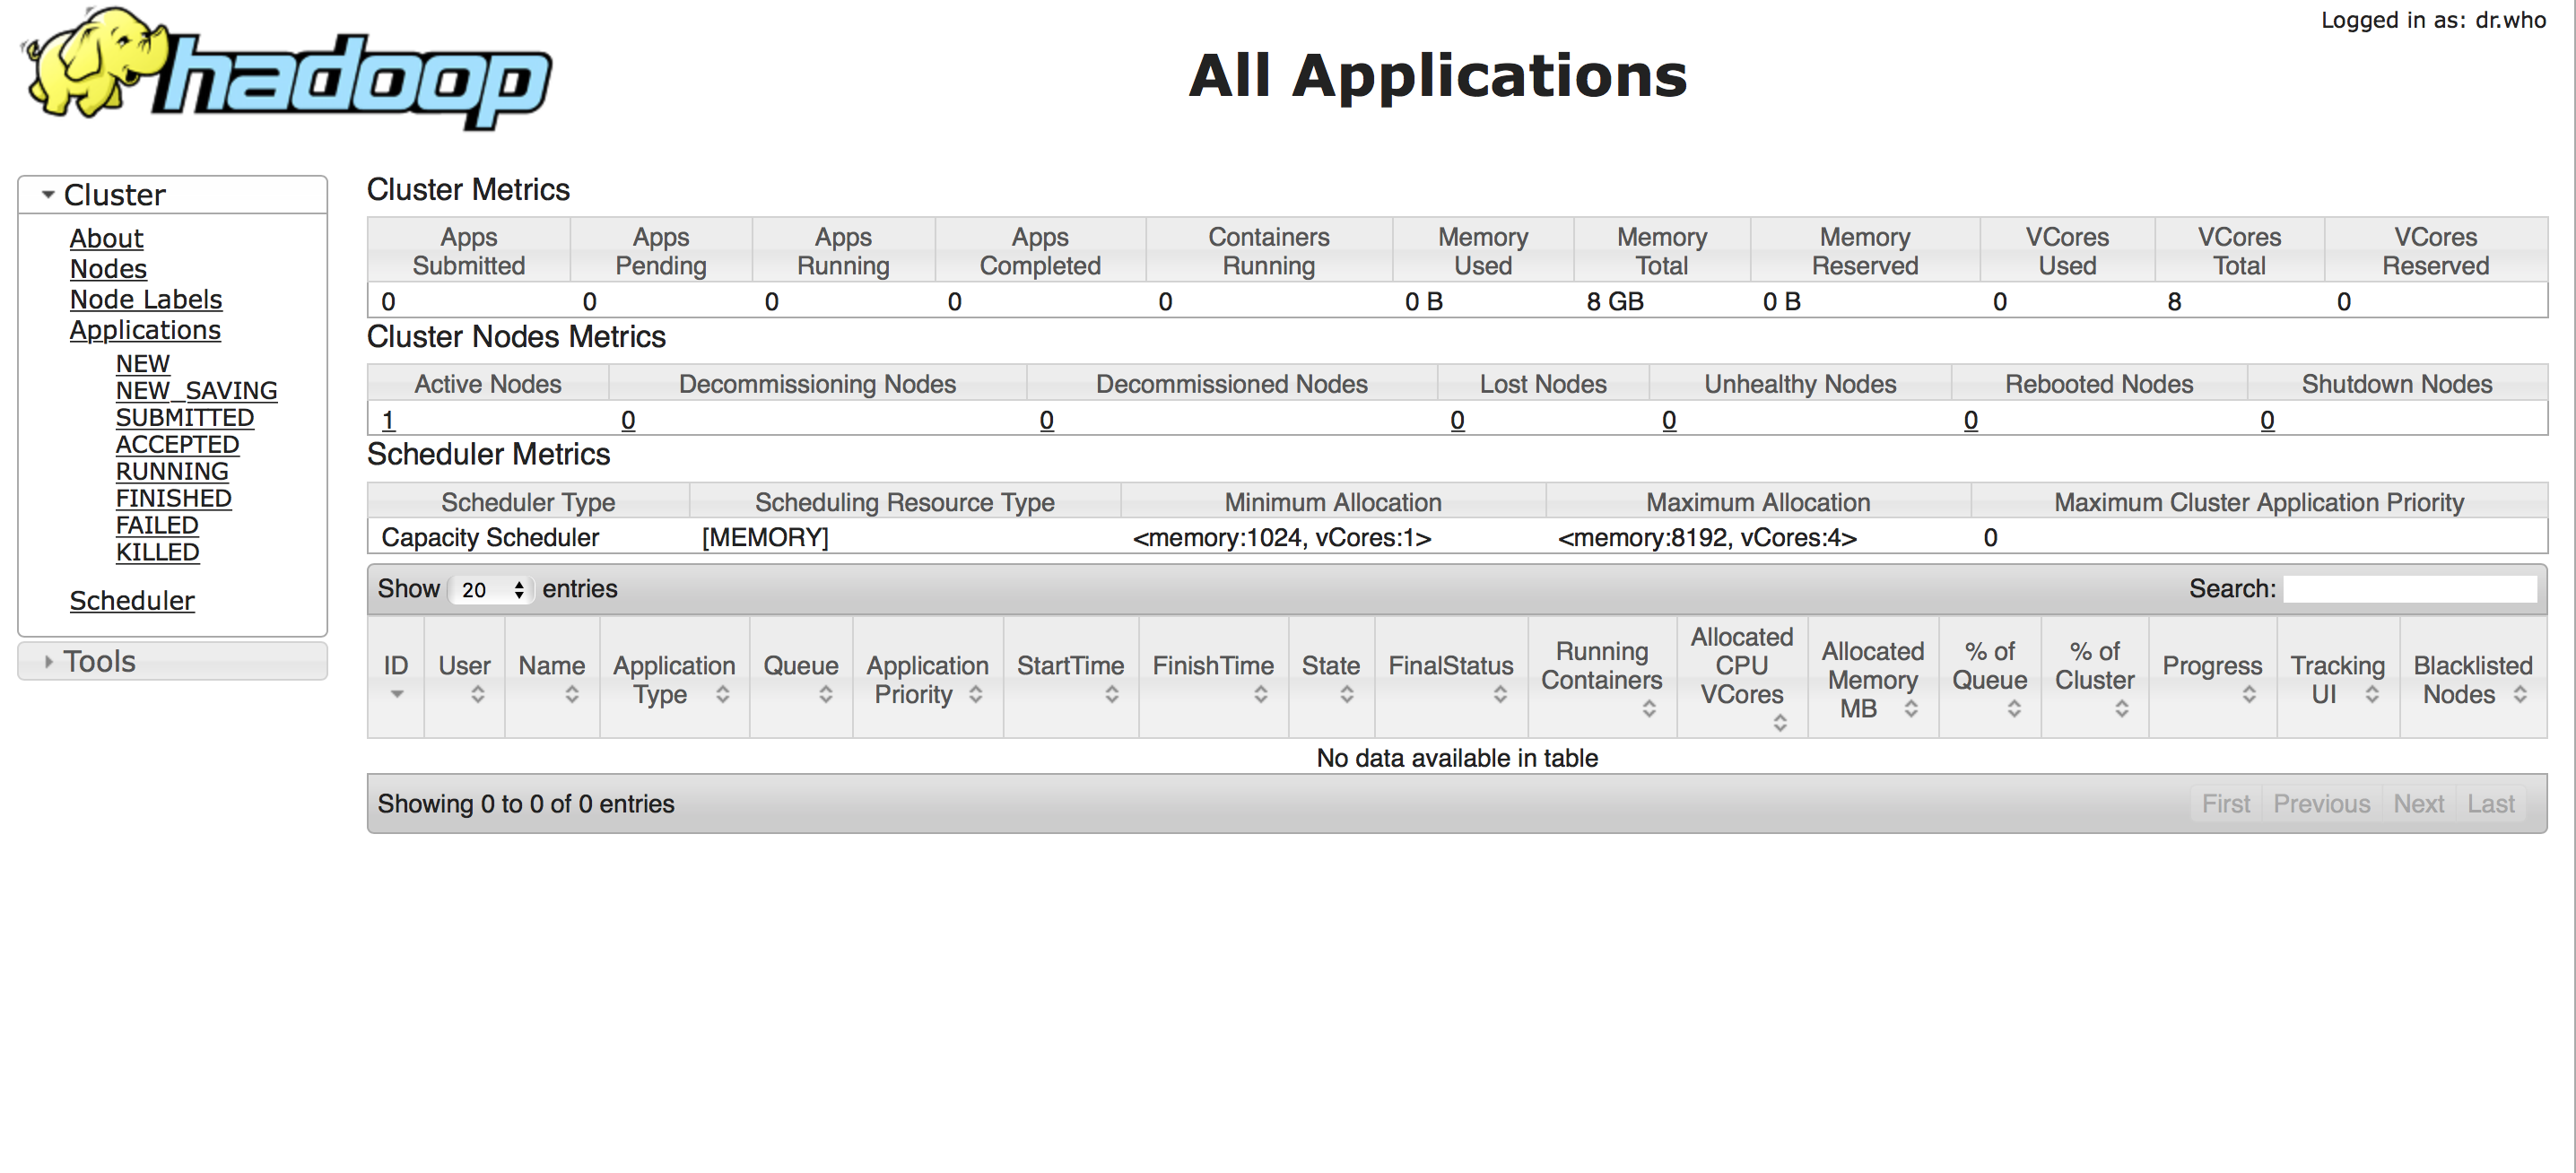 hadoop
Logged in as: dr.who
All Applications
Cluster
About
Nodes
Node Labels
Applications
NEW
NEW_SAVING
SUBMITTED
ACCEPTED
RUNNING
FINISHED
FAILED
KILLED
Scheduler
Tools
Cluster Metrics
Apps Submitted Apps Pending Apps Running Apps Completed Containers Running Memory Used Memory Total Memory Reserved VCores Used VCores Total VCores Reserved
0 0 0 0 0 0 B 8 GB 0 B 0 8 0
Cluster Nodes Metrics
Active Nodes Decommissioning Nodes Decommissioned Nodes Lost Nodes Unhealthy Nodes Rebooted Nodes Shutdown Nodes
1 0 0 0 0 0 0
Scheduler Metrics
Scheduler Type Scheduling Resource Type Minimum Allocation Maximum Allocation Maximum Cluster Application Priority
Capacity Scheduler [MEMORY] <memory:1024, vCores:1> <memory:8192, vCores:4> 0
Show 20 entries Search:
ID User Name Application Type Queue Application Priority StartTime FinishTime State FinalStatus Running Containers Allocated CPU VCores Allocated Memory MB % of Queue % of Cluster Progress Tracking UI Blacklisted Nodes
No data available in table
Showing 0 to 0 of 0 entries First Previous Next Last